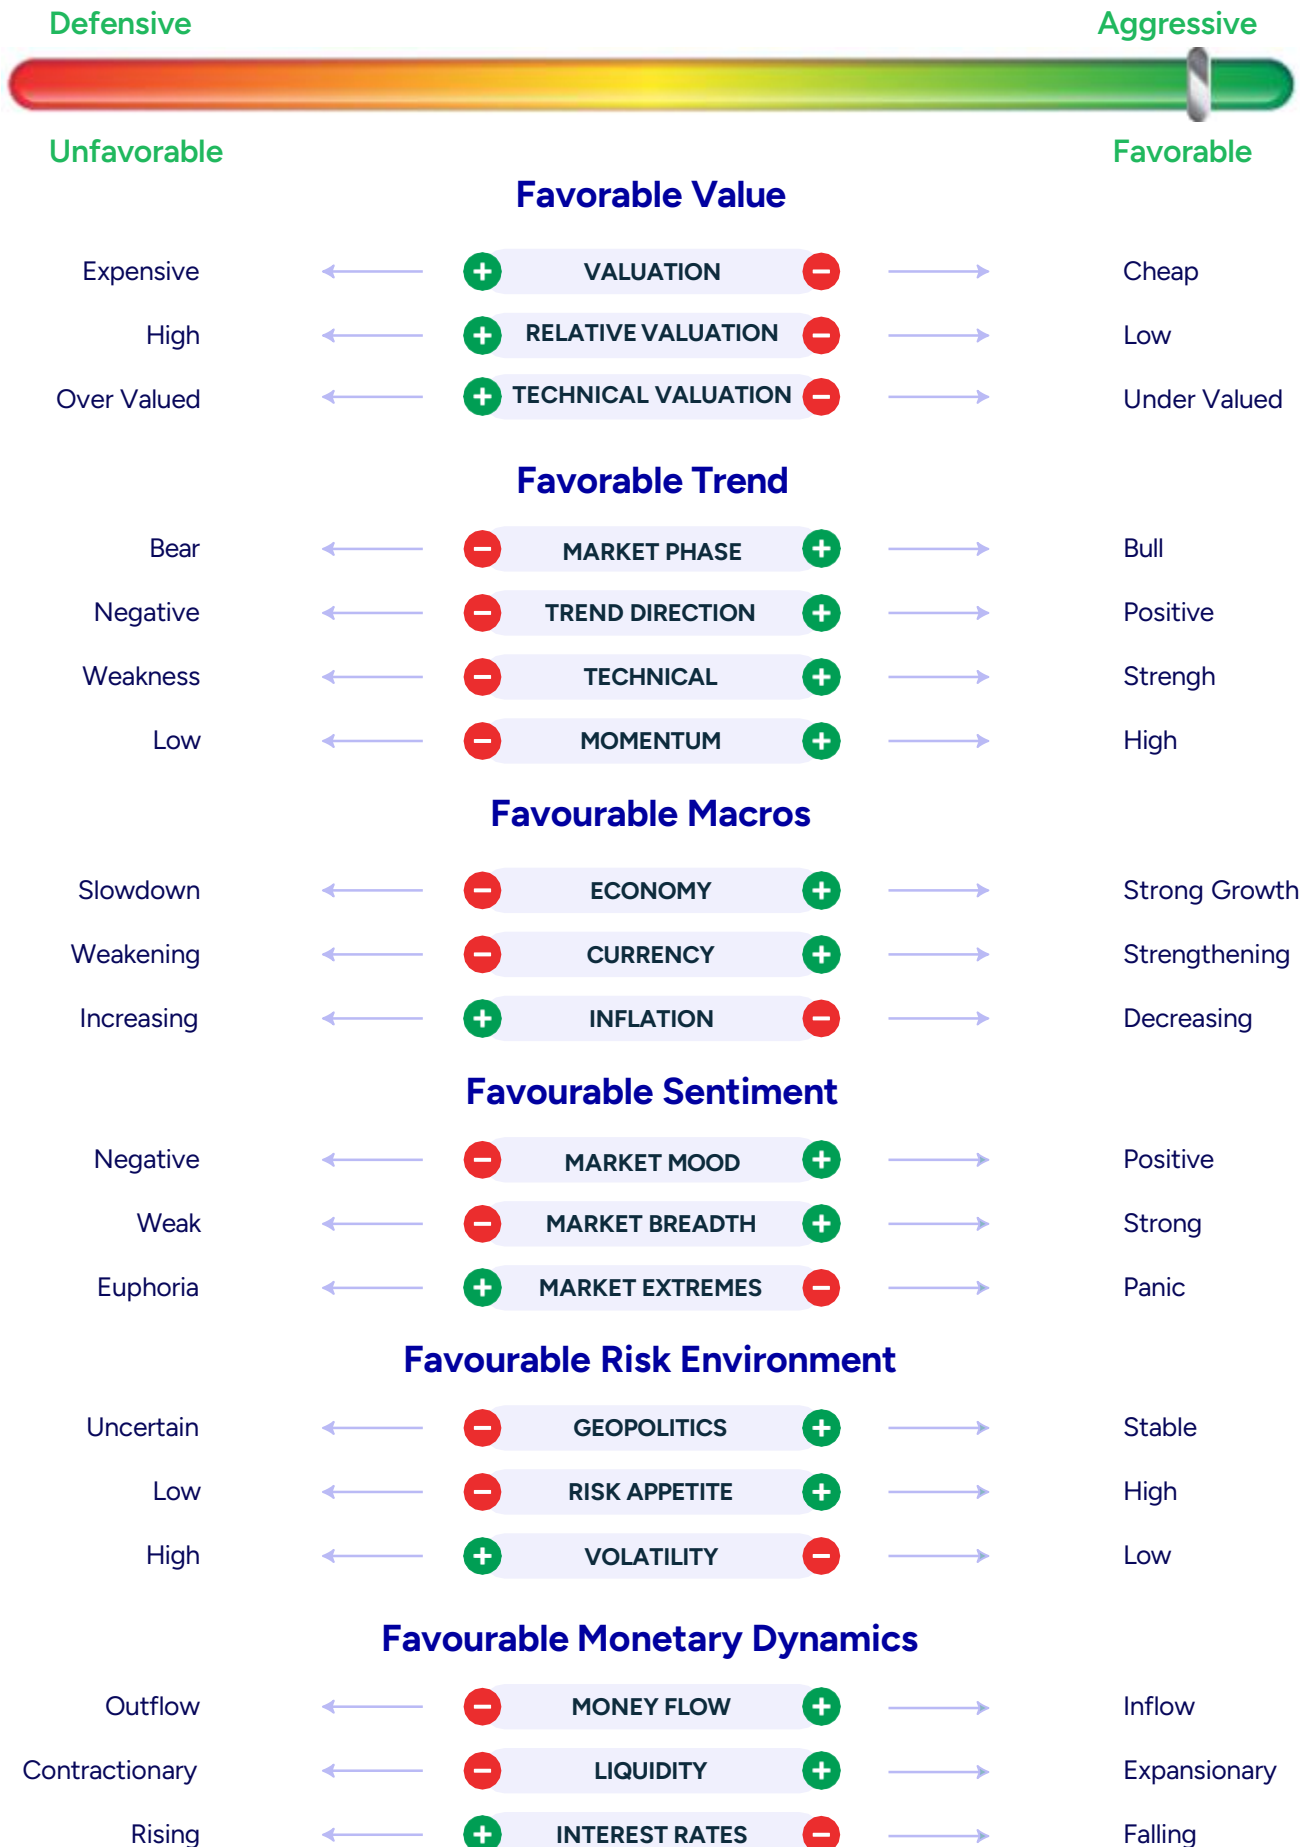 Defensive Aggressive
Unfavorable Favorable
Favorable Value
Expensive + VALUATION − Cheap
High + RELATIVE VALUATION − Low
Over Valued + TECHNICAL VALUATION − Under Valued
Favorable Trend
Bear − MARKET PHASE + Bull
Negative − TREND DIRECTION + Positive
Weakness − TECHNICAL + Strengh
Low − MOMENTUM + High
Favourable Macros
Slowdown − ECONOMY + Strong Growth
Weakening − CURRENCY + Strengthening
Increasing + INFLATION − Decreasing
Favourable Sentiment
Negative − MARKET MOOD + Positive
Weak − MARKET BREADTH + Strong
Euphoria + MARKET EXTREMES − Panic
Favourable Risk Environment
Uncertain − GEOPOLITICS + Stable
Low − RISK APPETITE + High
High + VOLATILITY − Low
Favourable Monetary Dynamics
Outflow − MONEY FLOW + Inflow
Contractionary − LIQUIDITY + Expansionary
Rising + INTEREST RATES − Falling